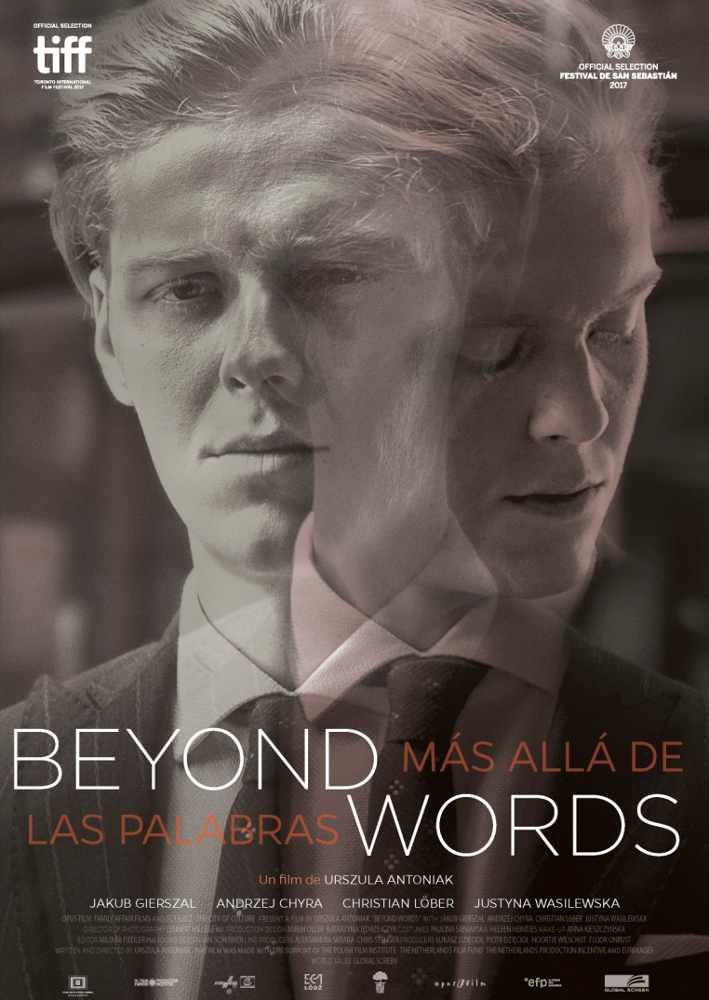 OFFICIAL SELECTION
tiff
TORONTO INTERNATIONAL
FILM FESTIVAL 2017
OFFICIAL SELECTION
FESTIVAL DE SAN SEBASTIÁN
2017
BEYOND MÁS ALLÁ DE
LAS PALABRAS WORDS
Un film de URSZULA ANTONIAK
JAKUB GIERSZAL ANDRZEJ CHYRA CHRISTIAN LÖBER JUSTYNA WASILEWSKA
OPUS FILM FAMILY AFFAIR FILMS AND THE CITY OF CULTURE PRESENT A FILM BY URSZULA ANTONIAK "BEYOND WORDS" WITH JAKUB GIERSZAL ANDRZEJ CHYRA CHRISTIAN LÖBER JUSTYNA WASILEWSKA
DIRECTOR OF PHOTOGRAPHY LENNERT HILLEGE NSC PRODUCTION DESIGN MIREN OLLER KATARZYNA JĘDRZEJCZYK COSTUMES PAULINA SIENIARSKA HELEEN HEINTJES MAKE-UP ANNA KIESZCZYŃSKA
EDITOR MILENIA FIEDLER PSM SOUND DESIGN JAN SCHERMER LINE PRODUCERS ALEKSANDRA SKRABA CHRIS STENGER PRODUCERS ŁUKASZ DZIĘCIOŁ PIOTR DZIĘCIOŁ NOORTJE WILSCHUT FLOOR ONRUST
WRITTEN AND DIRECTED BY URSZULA ANTONIAK THIS FILM WAS MADE WITH THE SUPPORT OF THE POLISH FILM INSTITUTE THE NETHERLANDS FILM FUND THE NETHERLANDS PRODUCTION INCENTIVE AND EURIMAGES
WORLD SALES GLOBAL SCREEN
EC1
ŁÓDŹ
opus film
efp
GLOBAL SCREEN